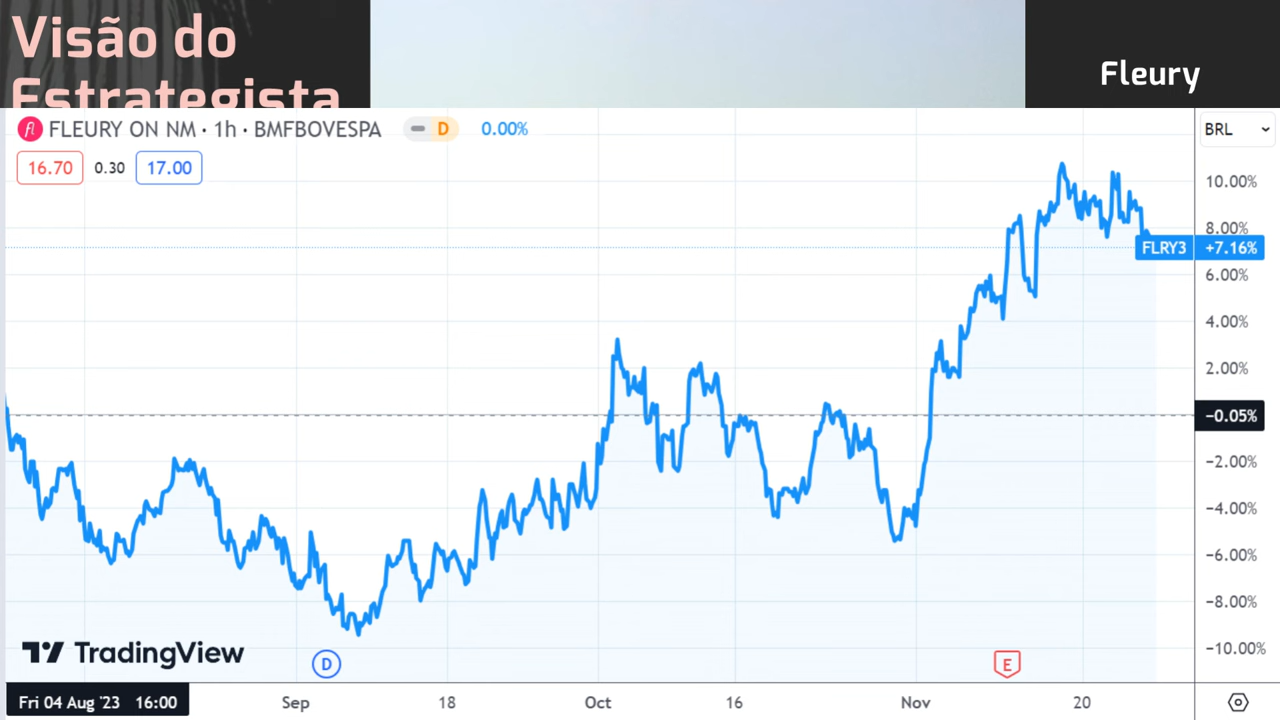 Visão do
Estrategista
Fleury
fl FLEURY ON NM · 1h · BMFBOVESPA D 0.00%
BRL
16.70 0.30 17.00
10.00%
8.00%
FLRY3 +7.16%
6.00%
4.00%
2.00%
−0.05%
−2.00%
−4.00%
−6.00%
−8.00%
−10.00%
TradingView
D
E
Fri 04 Aug '23 16:00 Sep 18 Oct 16 Nov 20